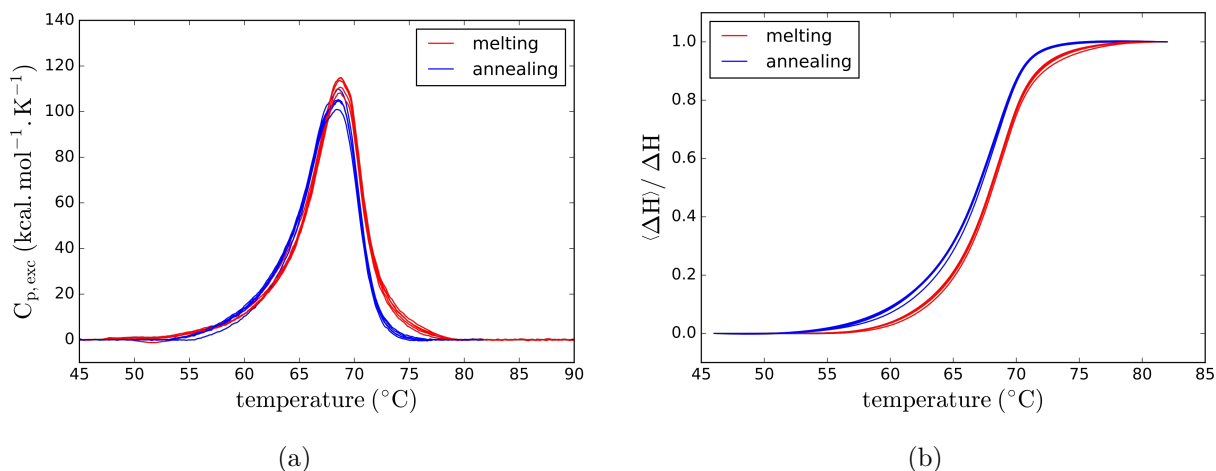 140
120
100
80
60
40
20
0
C_{p,exc} (kcal. mol^{−1}. K^{−1})
melting
annealing
45 50 55 60 65 70 75 80 85 90
temperature (°C)
(a)
1.0
0.8
0.6
0.4
0.2
0.0
⟨ΔH⟩/ ΔH
melting
annealing
45 50 55 60 65 70 75 80 85
temperature (°C)
(b)